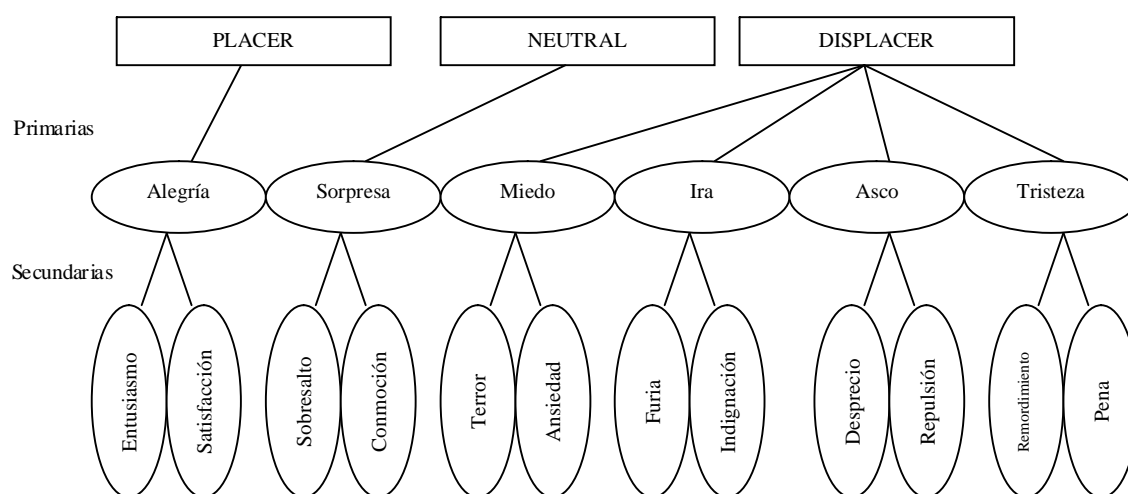 PLACER
NEUTRAL
DISPLACER
Primarias
Alegría
Sorpresa
Miedo
Ira
Asco
Tristeza
Secundarias
Entusiasmo
Satisfacción
Sobresalto
Conmoción
Terror
Ansiedad
Furia
Indignación
Desprecio
Repulsión
Remordimiento
Pena